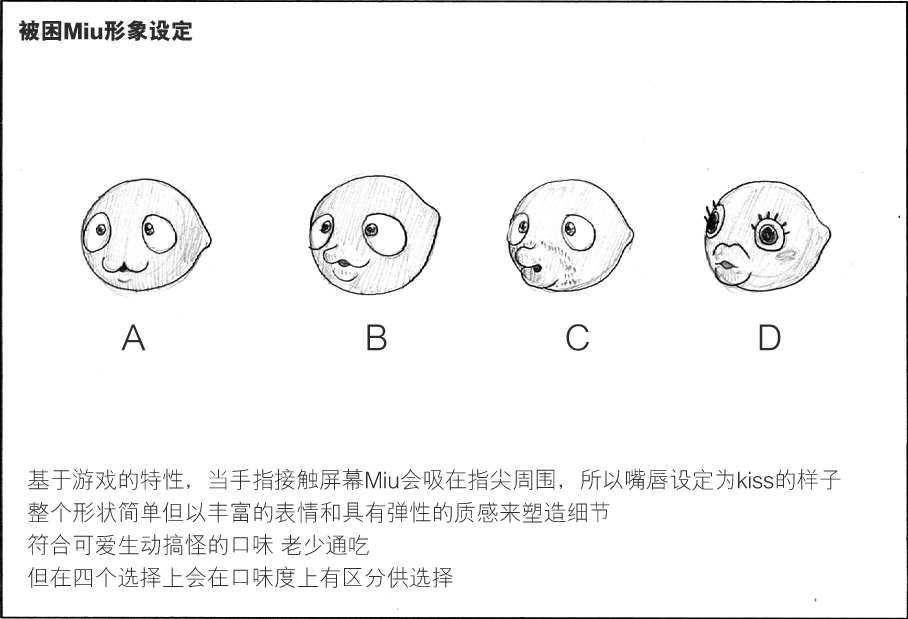 被困Miu形象设定
A
B
C
D
基于游戏的特性，当手指接触屏幕Miu会吸在指尖周围，所以嘴唇设定为kiss的样子
整个形状简单但以丰富的表情和具有弹性的质感来塑造细节
符合可爱生动搞怪的口味 老少通吃
但在四个选择上会在口味度上有区分供选择